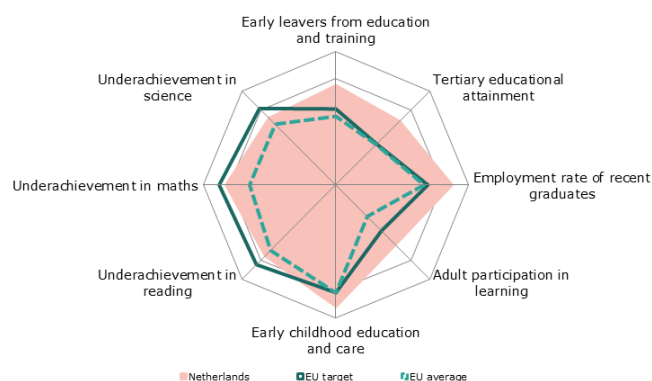 Early leavers from education
and training
Underachievement in
science
Tertiary educational
attainment
Underachievement in maths
Employment rate of recent
graduates
Underachievement in
reading
Adult participation in
learning
Early childhood education
and care
Netherlands
EU target
EU average